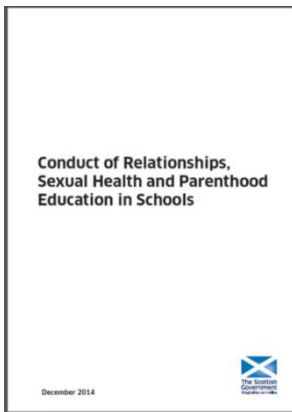 Conduct of Relationships,
Sexual Health and Parenthood
Education in Schools
December 2014
The Scottish
Government